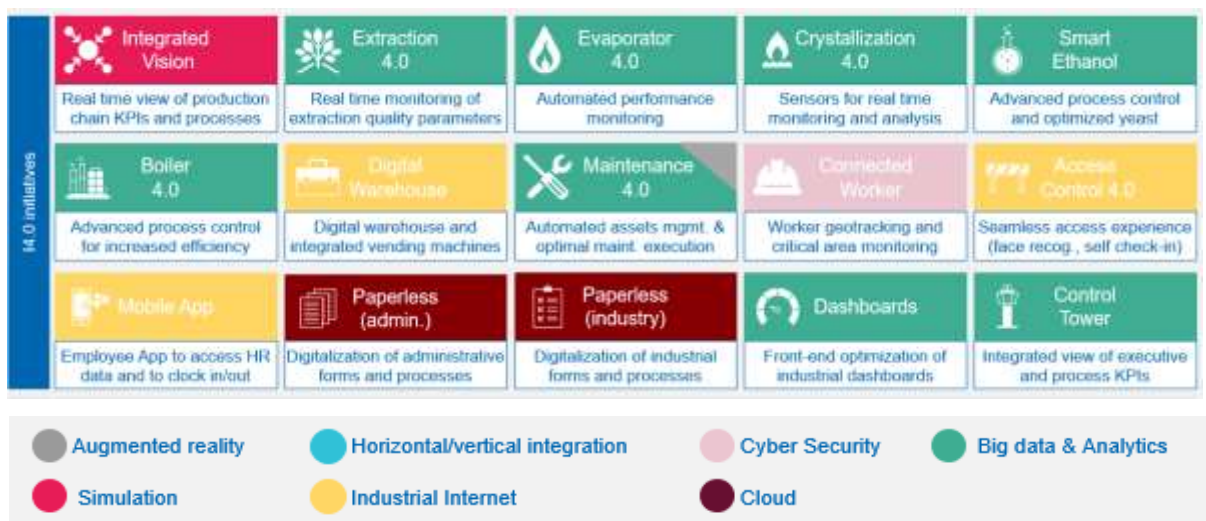 I4.0 initiatives
Integrated
Vision
Real time view of production
chain KPIs and processes
Extraction
4.0
Real time monitoring of
extraction quality parameters
Evaporator
4.0
Automated performance
monitoring
Crystallization
4.0
Sensors for real time
monitoring and analysis
Smart
Ethanol
Advanced process control
and optimized yeast
Boiler
4.0
Advanced process control
for increased efficiency
Digital
Warehouse
Digital warehouse and
integrated vending machines
Maintenance
4.0
Automated assets mgmt. &
optimal maint. execution
Connected
Worker
Worker geotracking and
critical area monitoring
Access
Control 4.0
Seamless access experience
(face recog., self check-in)
Mobile App
Employee App to access HR
data and to clock in/out
Paperless
(admin.)
Digitalization of administrative
forms and processes
Paperless
(industry)
Digitalization of industrial
forms and processes
Dashboards
Front-end optimization of
industrial dashboards
Control
Tower
Integrated view of executive
and process KPIs
Augmented reality
Horizontal/vertical integration
Cyber Security
Big data & Analytics
Simulation
Industrial Internet
Cloud